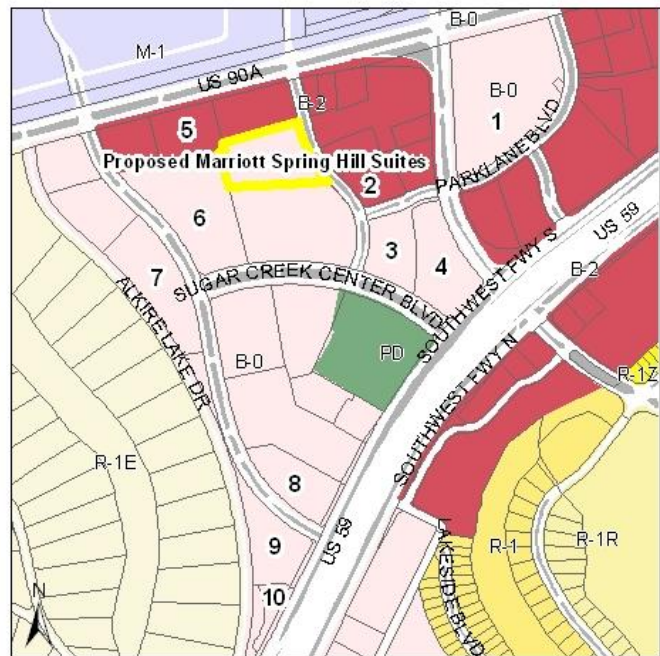 B-0
M-1
US 90A
B-2
B-0
1
5
PARKLANE BLVD
Proposed Marriott Spring Hill Suites
2
6
US 59
3
4
7
SUGAR CREEK CENTER BLVD
SOUTHWEST FWY S
B-2
ALKIRE LAKE DR
PD
SOUTHWEST FWY N
B-0
R-1Z
R-1E
8
US 59
9
R-1
R-1R
LAKESIDE BLVD
10
N